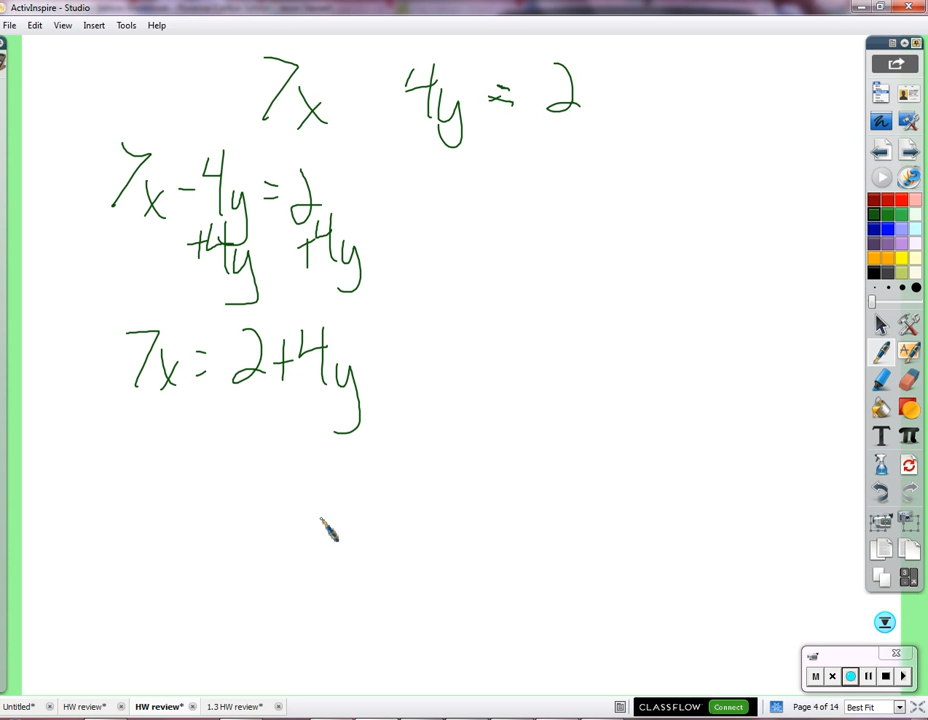 ActivInspire - Studio
File Edit View Insert Tools Help
7x 4y = 2
7x - 4y = 2
+4y +4y
7x = 2 + 4y
T π
M
Untitled* HW review* HW review* 1.3 HW review* CLASSFLOW Connect Page 4 of 14 Best Fit